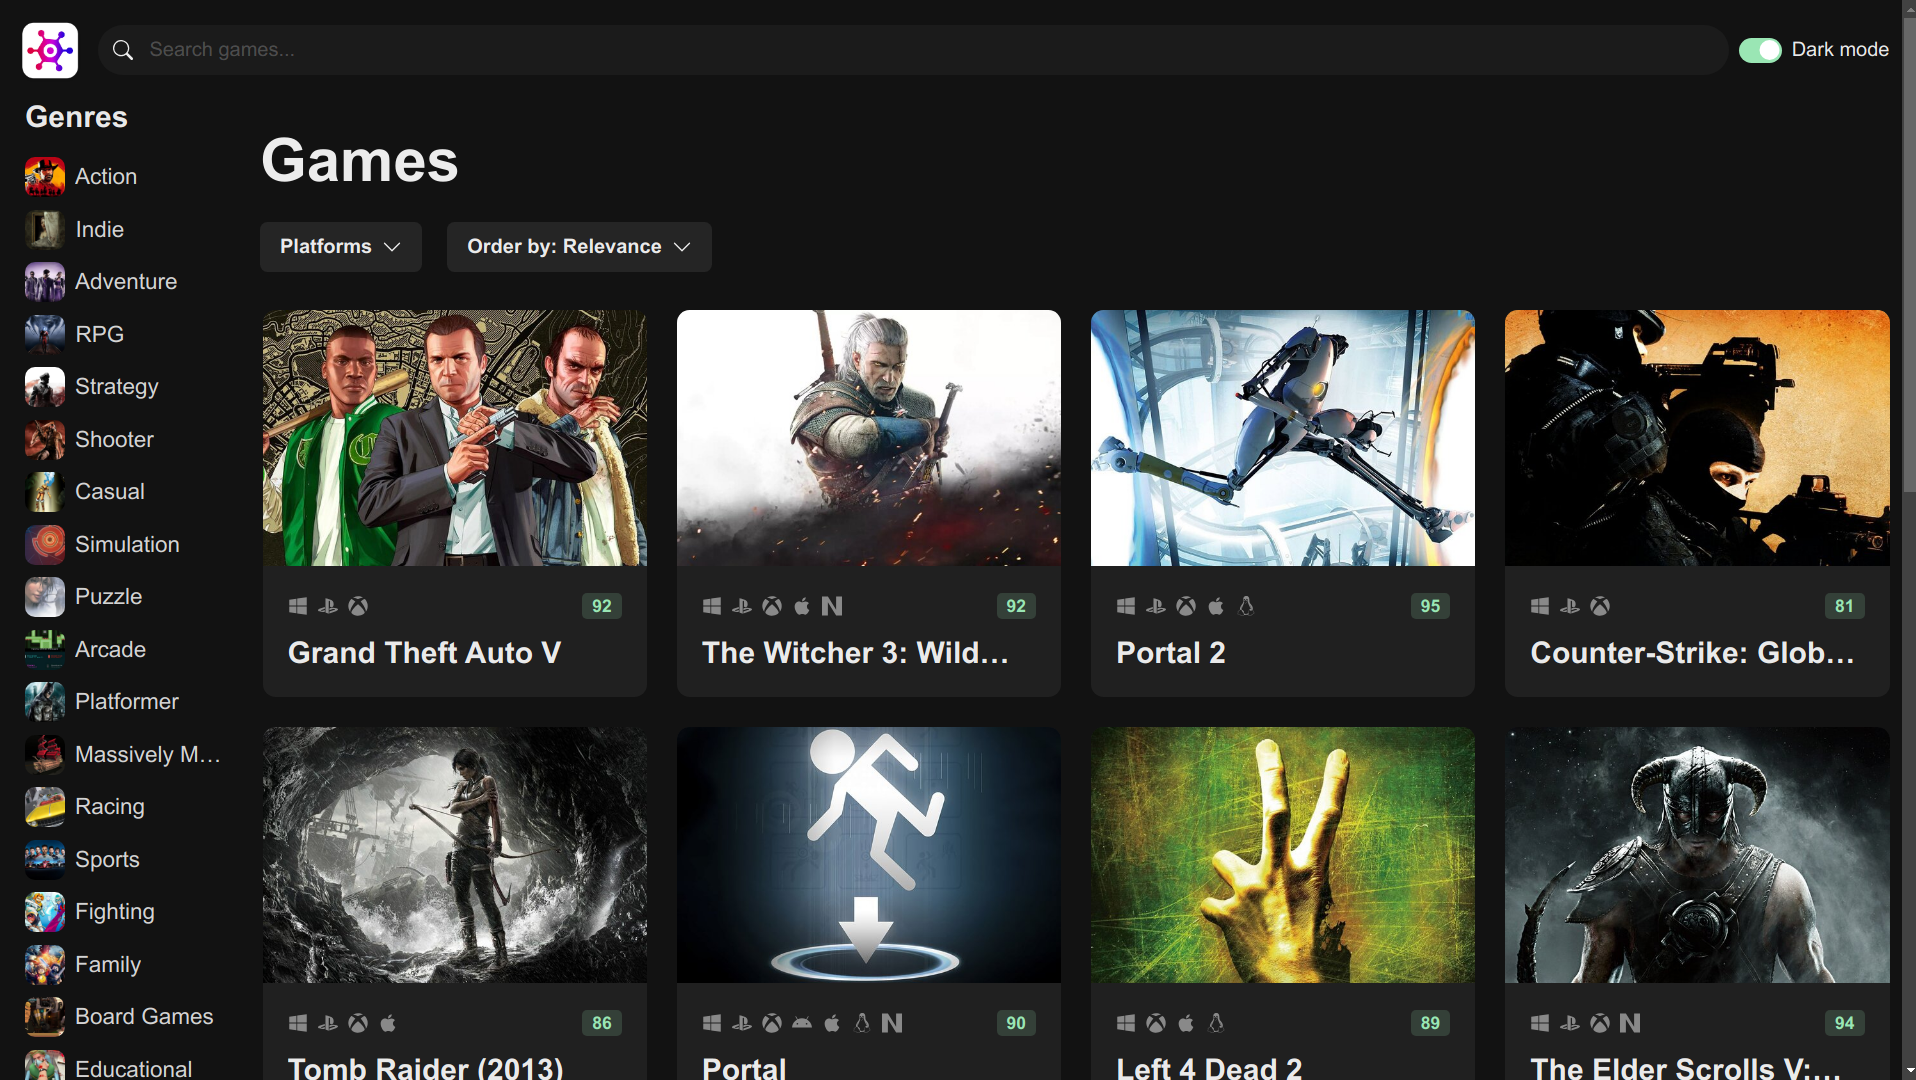 Search games...
Dark mode
Genres
Action
Indie
Adventure
RPG
Strategy
Shooter
Casual
Simulation
Puzzle
Arcade
Platformer
Massively M...
Racing
Sports
Fighting
Family
Board Games
Educational
Games
Platforms
Order by: Relevance
92
Grand Theft Auto V
92
The Witcher 3: Wild...
95
Portal 2
81
Counter-Strike: Glob...
86
Tomb Raider (2013)
90
Portal
89
Left 4 Dead 2
94
The Elder Scrolls V:...